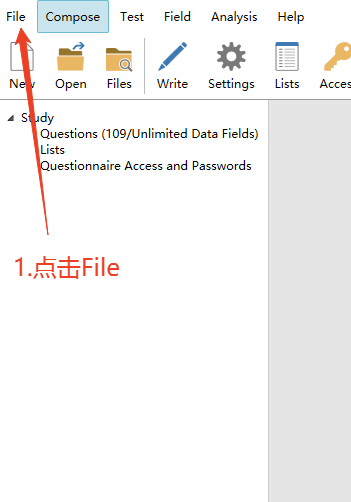 File Compose Test Field Analysis Help
New Open Files Write Settings Lists Acces
Study
Questions (109/Unlimited Data Fields)
Lists
Questionnaire Access and Passwords
1.点击File